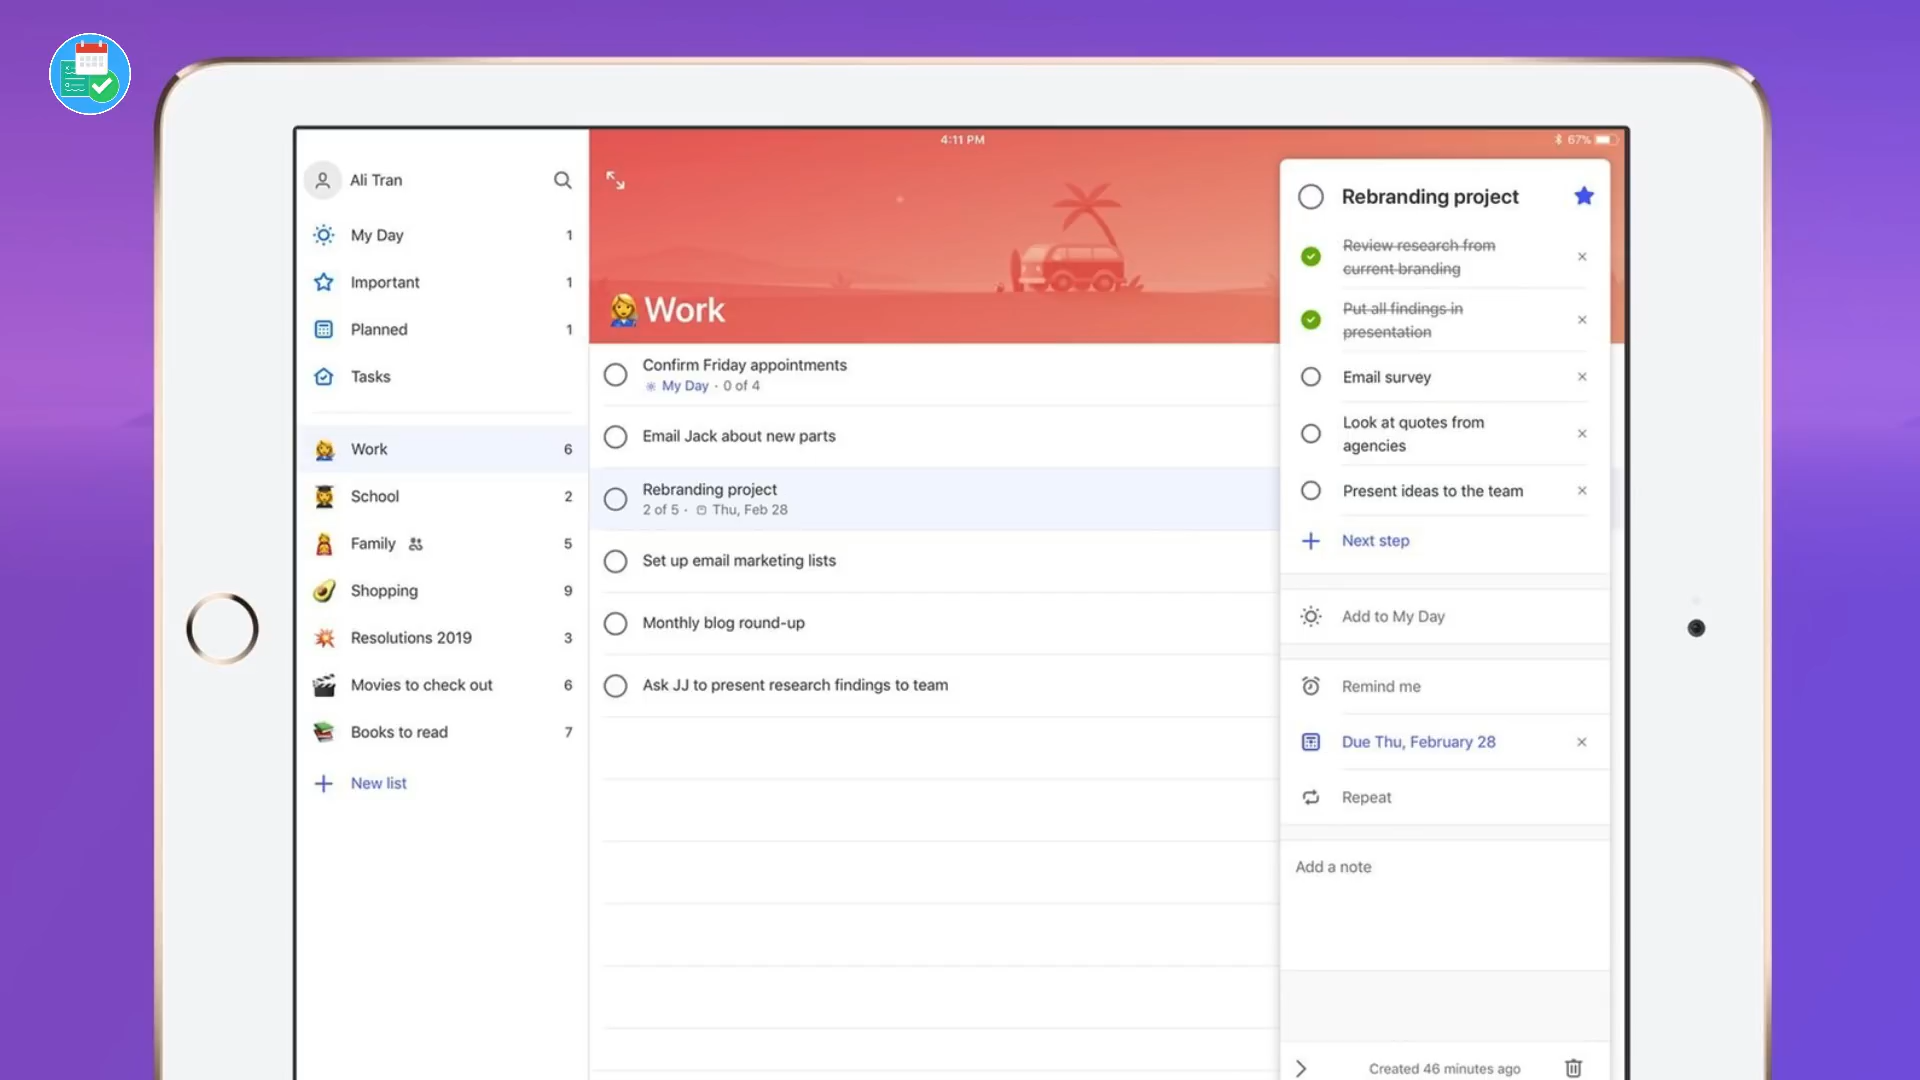 4:11 PM
67%
Ali Tran
My Day 1
Important 1
Planned 1
Tasks
Work 6
School 2
Family 5
Shopping 9
Resolutions 2019 3
Movies to check out 6
Books to read 7
New list
Work
Confirm Friday appointments
My Day · 0 of 4
Email Jack about new parts
Rebranding project
2 of 5 · Thu, Feb 28
Set up email marketing lists
Monthly blog round-up
Ask JJ to present research findings to team
Rebranding project
Review research from
current branding
Put all findings in
presentation
Email survey
Look at quotes from
agencies
Present ideas to the team
Next step
Add to My Day
Remind me
Due Thu, February 28
Repeat
Add a note
Created 46 minutes ago